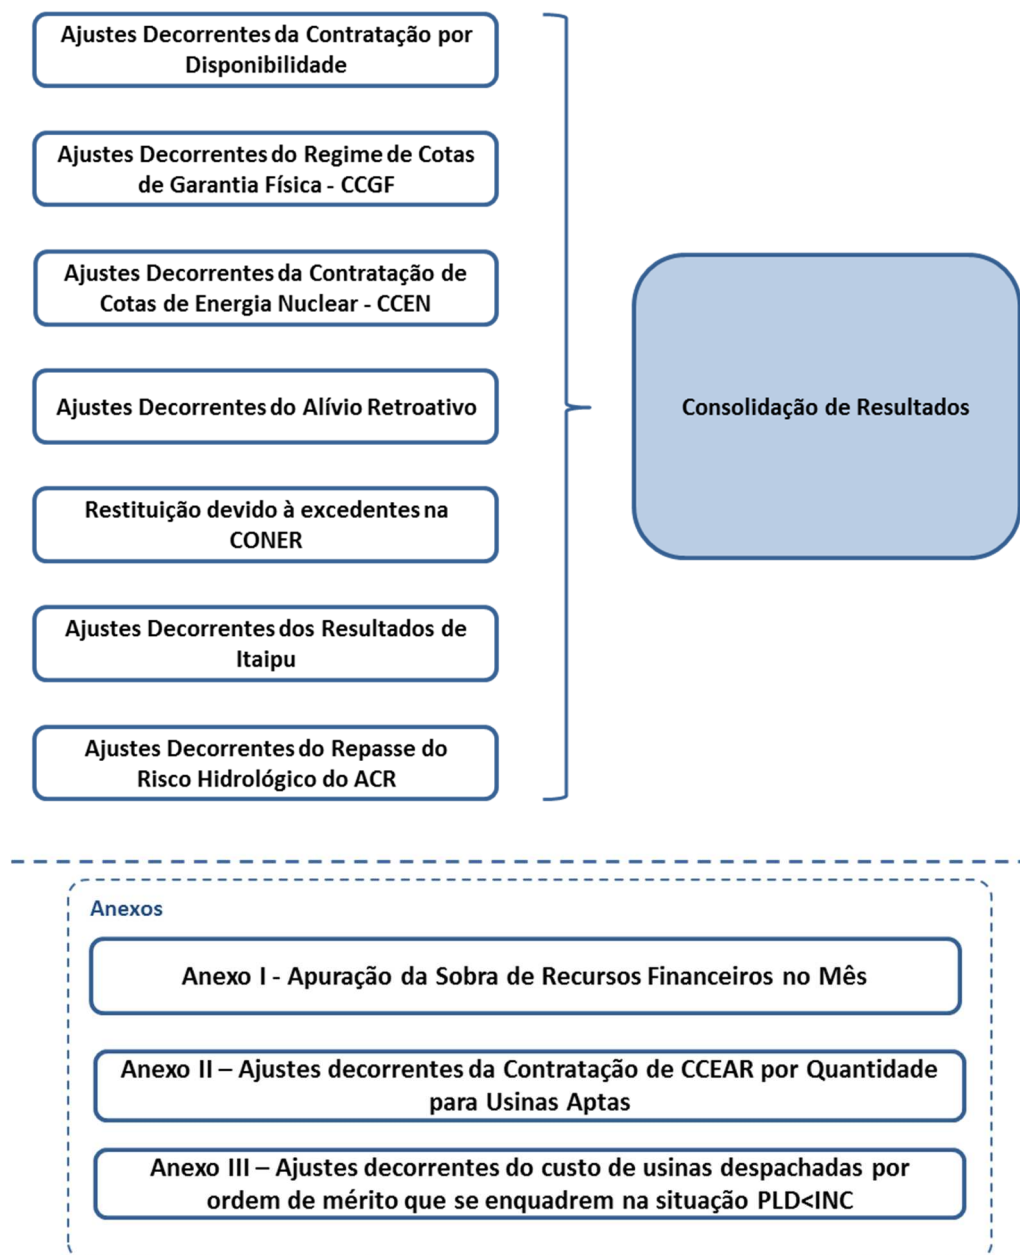 Ajustes Decorrentes da Contratação por
Disponibilidade
Ajustes Decorrentes do Regime de Cotas
de Garantia Física - CCGF
Ajustes Decorrentes da Contratação de
Cotas de Energia Nuclear - CCEN
Ajustes Decorrentes do Alívio Retroativo
Restituição devido à excedentes na
CONER
Ajustes Decorrentes dos Resultados de
Itaipu
Ajustes Decorrentes do Repasse do
Risco Hidrológico do ACR
Consolidação de Resultados
Anexos
Anexo I - Apuração da Sobra de Recursos Financeiros no Mês
Anexo II – Ajustes decorrentes da Contratação de CCEAR por Quantidade
para Usinas Aptas
Anexo III – Ajustes decorrentes do custo de usinas despachadas por
ordem de mérito que se enquadrem na situação PLD<INC